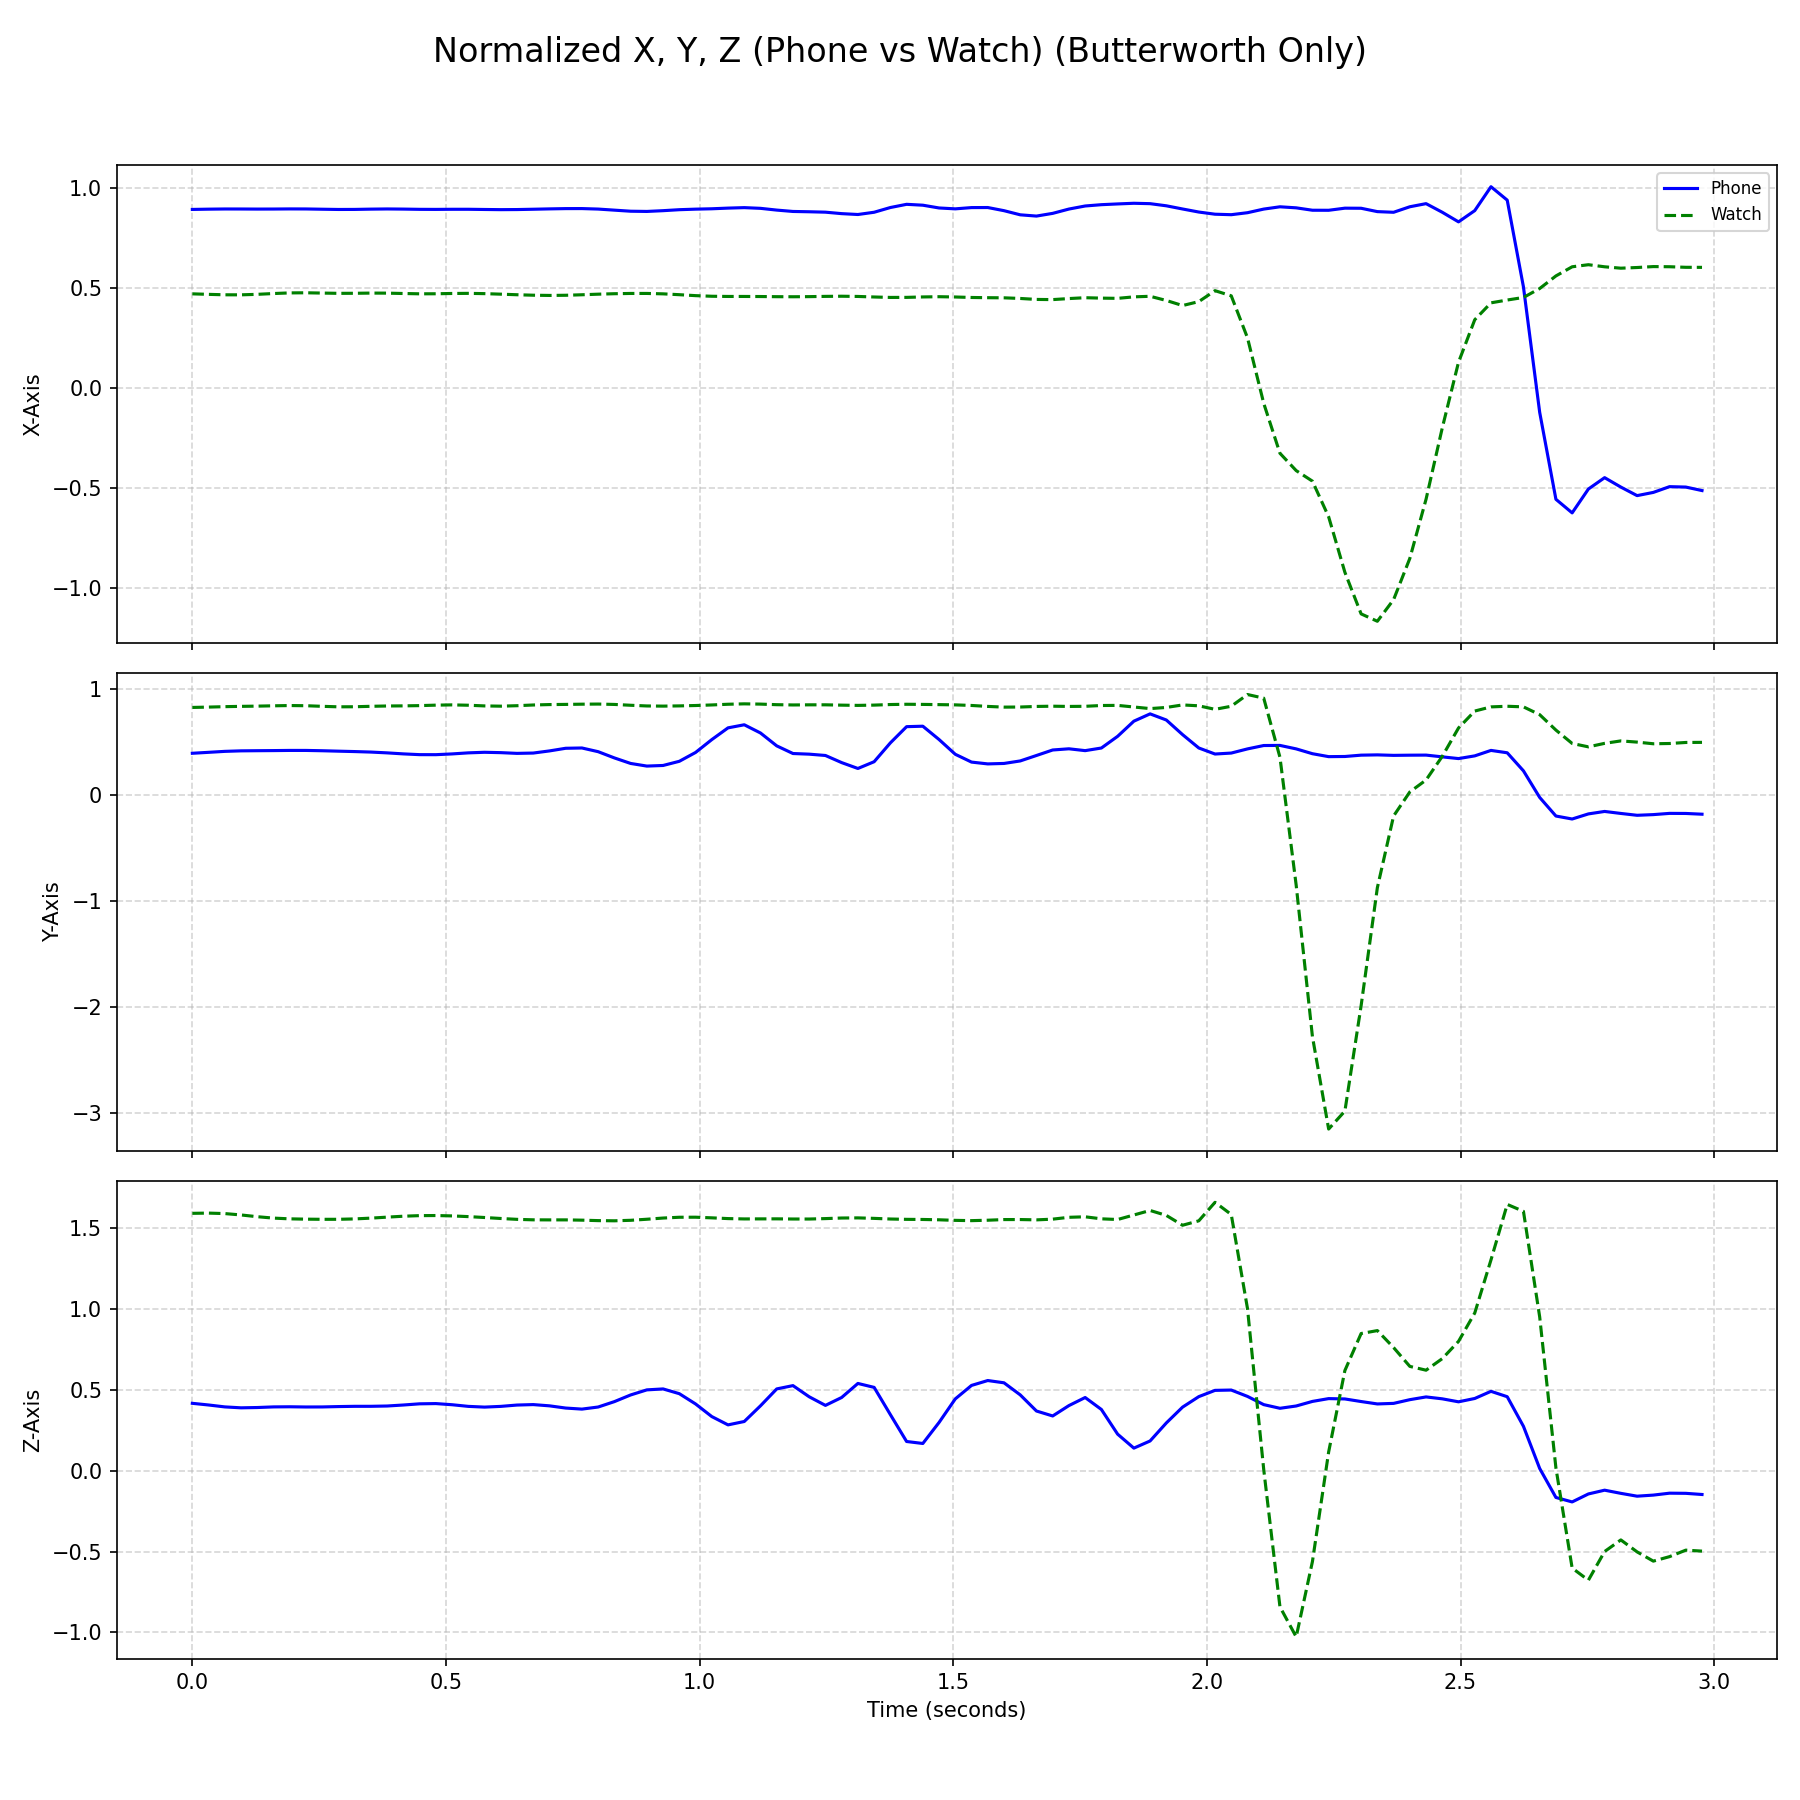 Normalized X, Y, Z (Phone vs Watch) (Butterworth Only)
Phone
Watch
1.0
0.5
0.0
−0.5
−1.0
X-Axis
1
0
−1
−2
−3
Y-Axis
1.5
1.0
0.5
0.0
−0.5
−1.0
Z-Axis
0.0 0.5 1.0 1.5 2.0 2.5 3.0
Time (seconds)